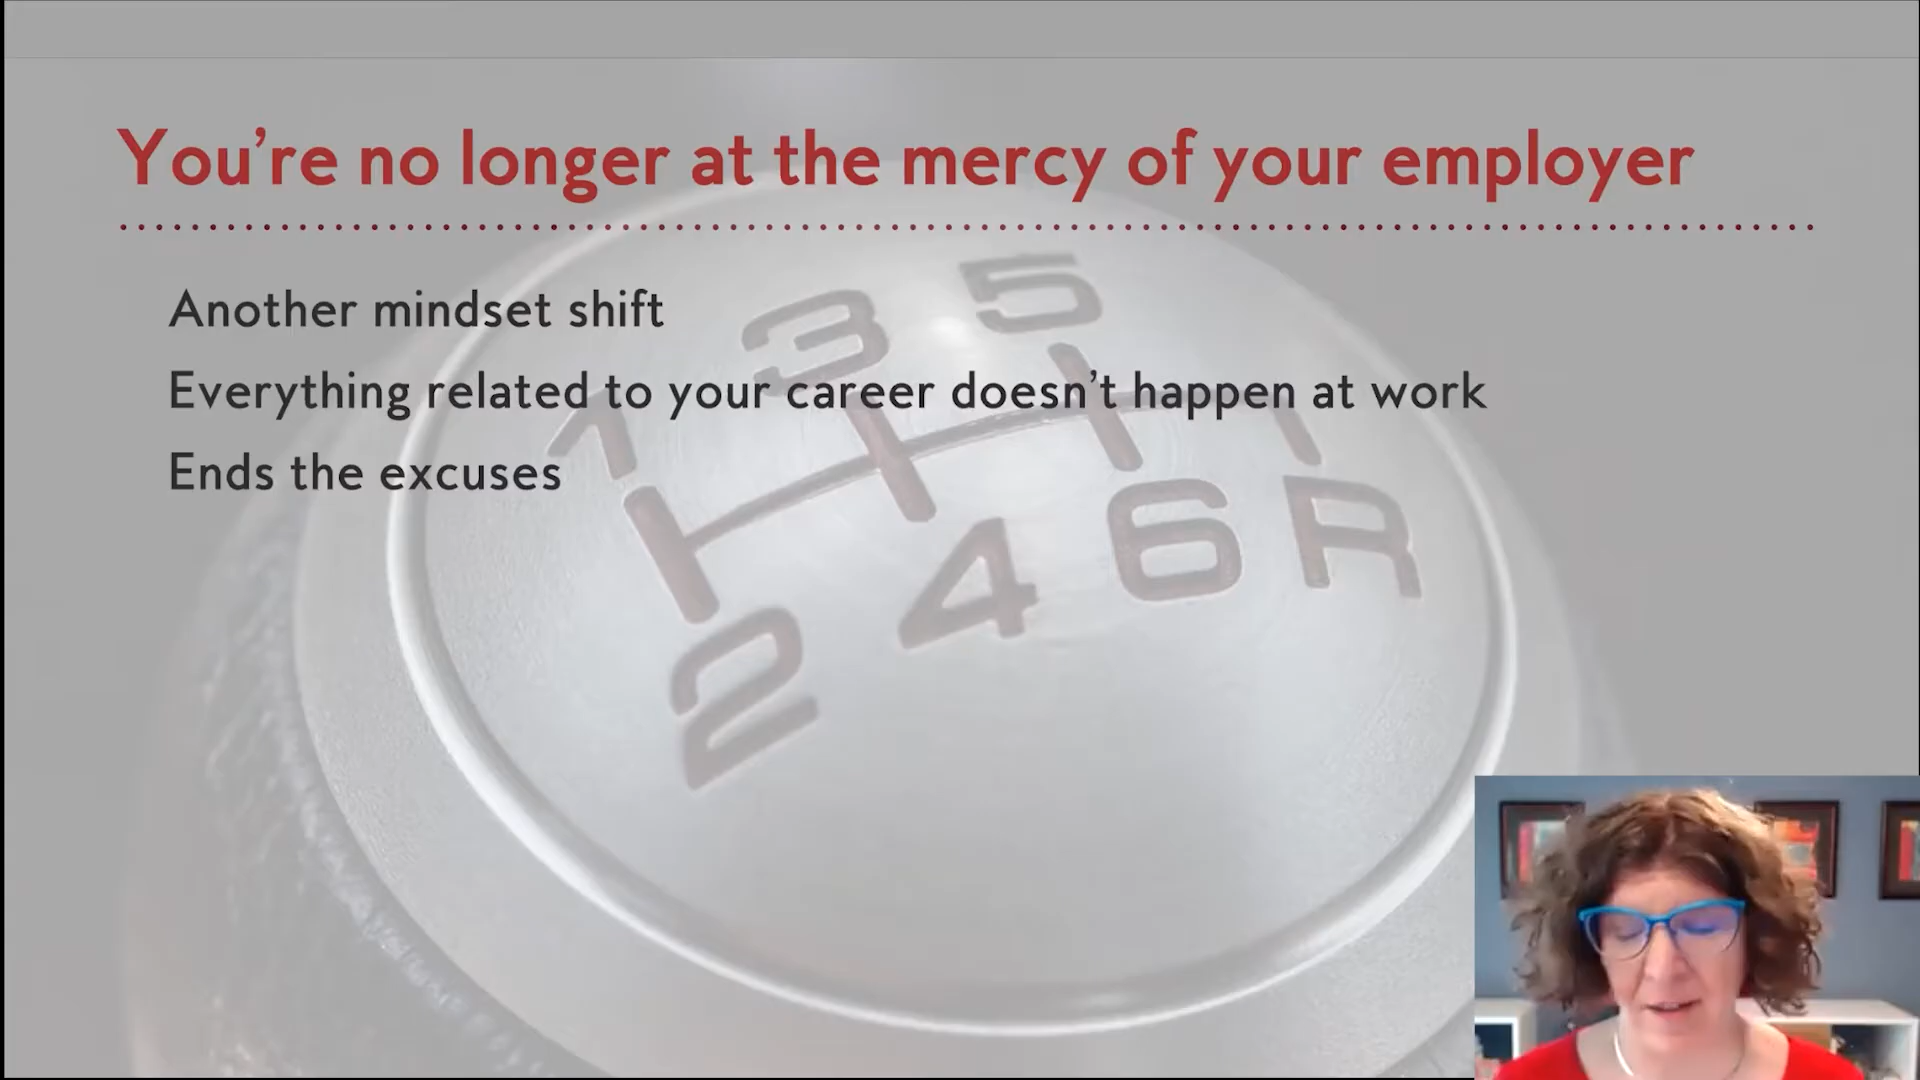 You're no longer at the mercy of your employer
Another mindset shift
Everything related to your career doesn't happen at work
Ends the excuses
3 5
1
2 4 6 R